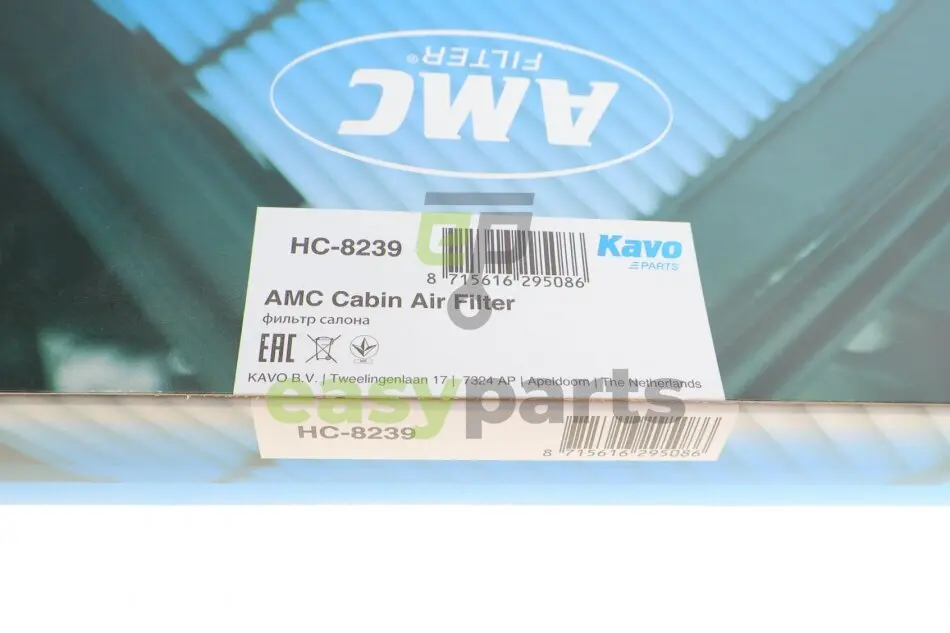 AMC
FILTER®
HC-8239
8 715616 295086
Kavo
PARTS
AMC Cabin Air Filter
фильтр салона
EAC
KAVO B.V. | Tweelingenlaan 17 | 7324 AP | Apeldoorn | The Netherlands
easyparts
HC-8239
8 715616 295086